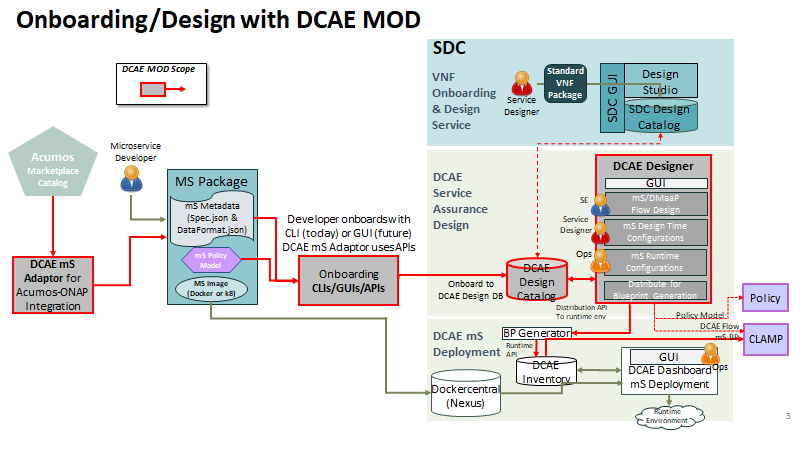 Onboarding/Design with DCAE MOD
DCAE MOD Scope
SDC
VNF
Onboarding
& Design
Service
Service
Designer
Standard
VNF
Package
SDC GUI
Design
Studio
SDC Design
Catalog
Acumos
Marketplace
Catalog
Microservice
Developer
MS Package
mS Metadata
(Spec.json &
DataFormat.json)
mS Policy
Model
MS Image
(Docker or k8)
DCAE mS
Adaptor for
Acumos-ONAP
Integration
Developer onboards with
CLI (today) or GUI (future)
DCAE mS Adaptor uses APIs
Onboarding
CLIs/GUIs/APIs
DCAE
Service
Assurance
Design
Onboard to
DCAE Design DB
DCAE
Design
Catalog
DCAE Designer
GUI
SE
mS/DMaaP
Flow Design
Service
Designer
mS Design Time
Configurations
Ops
mS Runtime
Configurations
Distribute for
Blueprint Generation
Distribution API
To runtime env
Policy Model
DCAE Flow
mS BP
Policy
CLAMP
DCAE mS
Deployment
BP Generator
Runtime
API
DCAE
Inventory
Dockercentral
(Nexus)
GUI
Ops
DCAE Dashboard
mS Deployment
Runtime
Environment
3